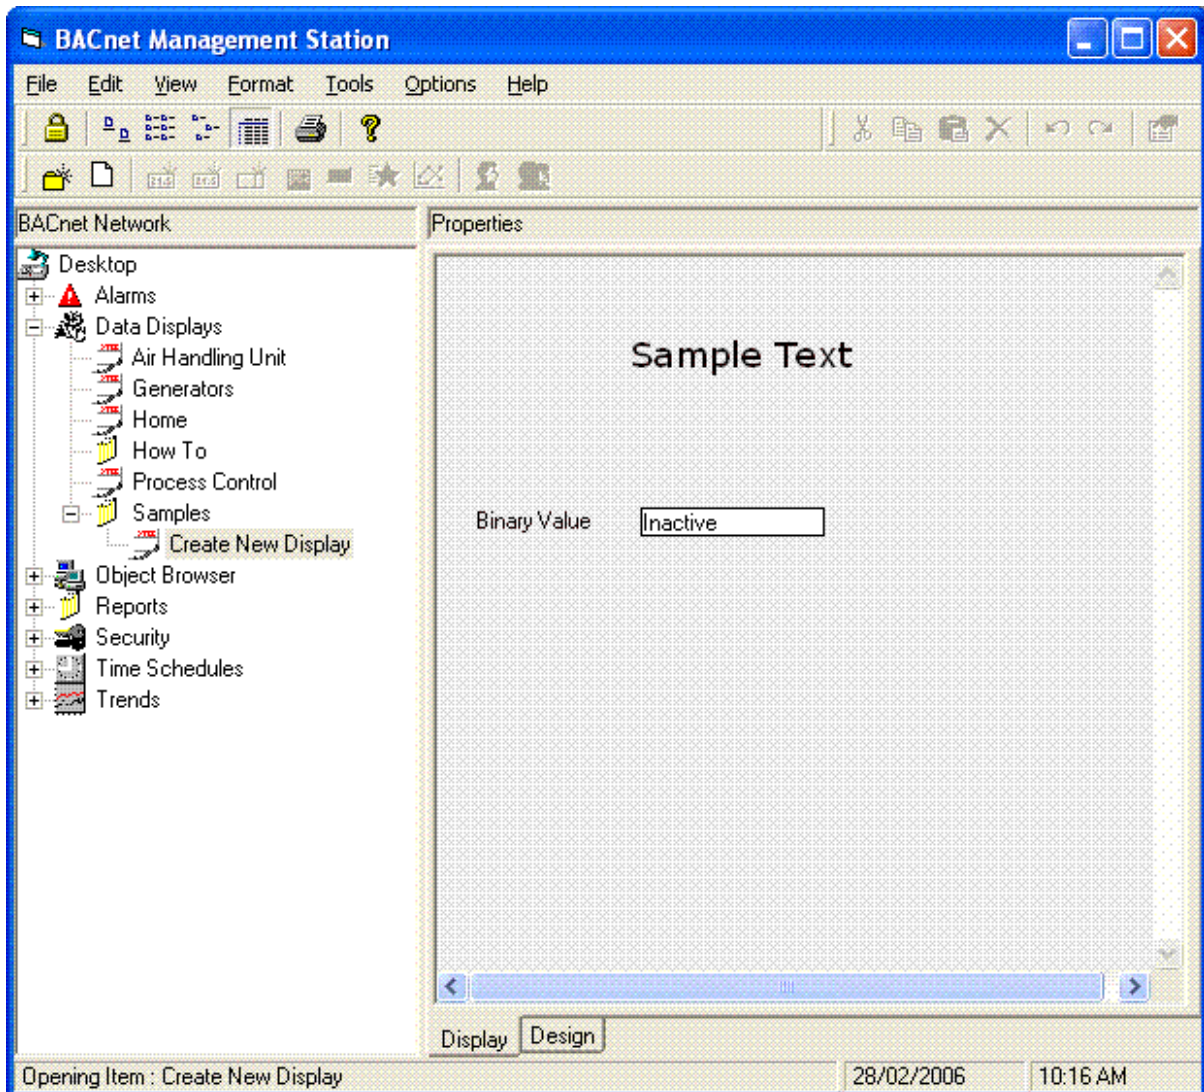 BACnet Management Station
File Edit View Format Tools Options Help
BACnet Network
Properties
Desktop
Alarms
Data Displays
Air Handling Unit
Generators
Home
How To
Process Control
Samples
Create New Display
Object Browser
Reports
Security
Time Schedules
Trends
Sample Text
Binary Value Inactive
Display Design
Opening Item : Create New Display 28/02/2006 10:16 AM